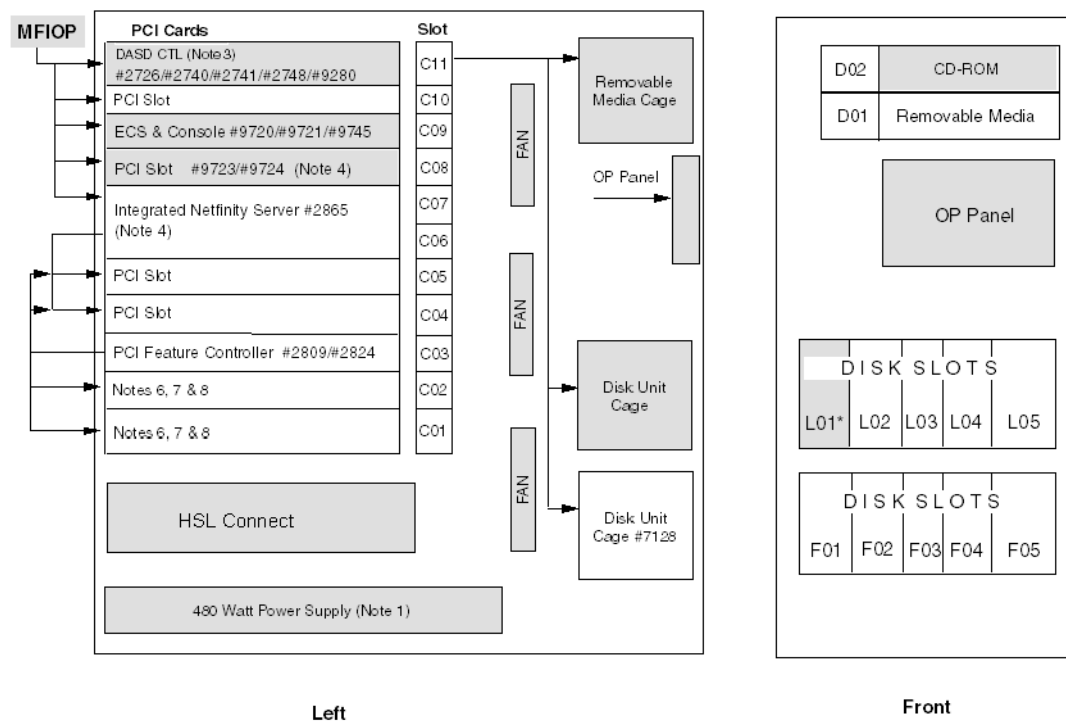 MFIOP
PCI Cards
Slot
DASD CTL (Note 3)
#2726/#2740/#2741/#2748/#9280
C11
PCI Slot
C10
ECS & Console #9720/#9721/#9745
C09
PCI Slot #9723/#9724 (Note 4)
C08
Integrated Netfinity Server #2865
(Note 4)
C07
C06
PCI Slot
C05
PCI Slot
C04
PCI Feature Controller #2809/#2824
C03
Notes 6, 7 & 8
C02
Notes 6, 7 & 8
C01
HSL Connect
480 Watt Power Supply (Note 1)
FAN
FAN
FAN
Removable
Media Cage
OP Panel
Disk Unit
Cage
Disk Unit
Cage #7128
Left
D02
CD-ROM
D01
Removable Media
OP Panel
DISK SLOTS
L01* L02 L03 L04 L05
DISK SLOTS
F01 F02 F03 F04 F05
Front